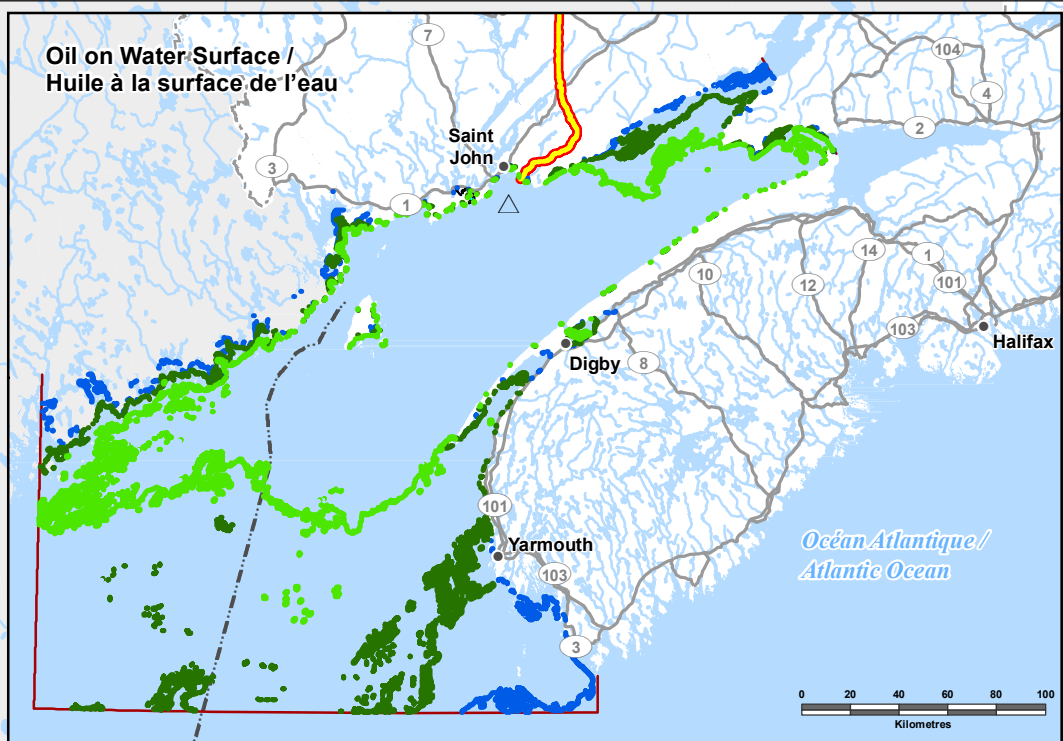 Oil on Water Surface /
Huile à la surface de l'eau
7
104
4
2
Saint
John
3
1
14
1
10
12
101
103
Halifax
Digby
8
101
Yarmouth
Océan Atlantique /
Atlantic Ocean
103
3
0 20 40 60 80 100
Kilometres